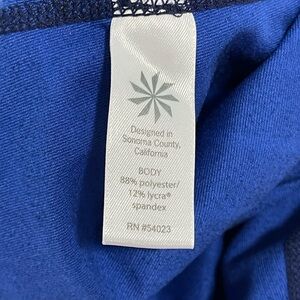 Designed in
Sonoma County,
California
BODY
88% polyester/
12% lycra®
spandex
RN #54023